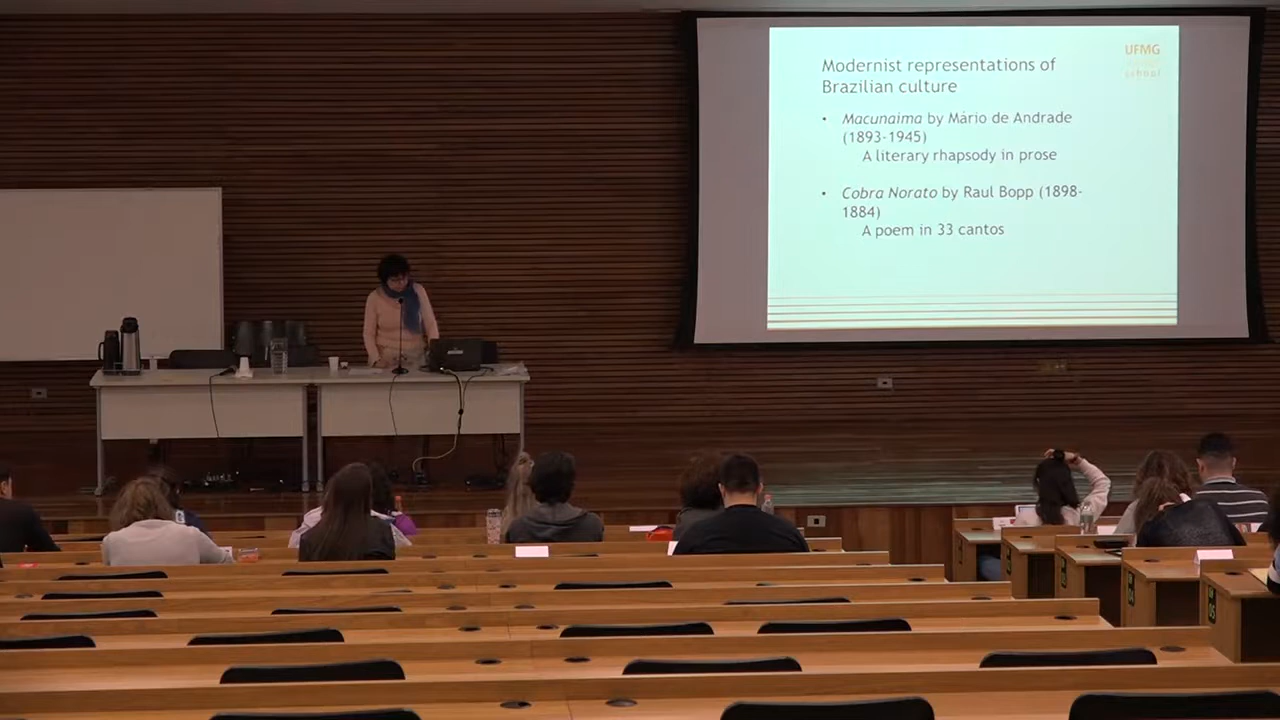 Modernist representations of
Brazilian culture
UFMG
school
• Macunaima by Mário de Andrade
(1893-1945)
A literary rhapsody in prose
• Cobra Norato by Raul Bopp (1898-
1884)
A poem in 33 cantos